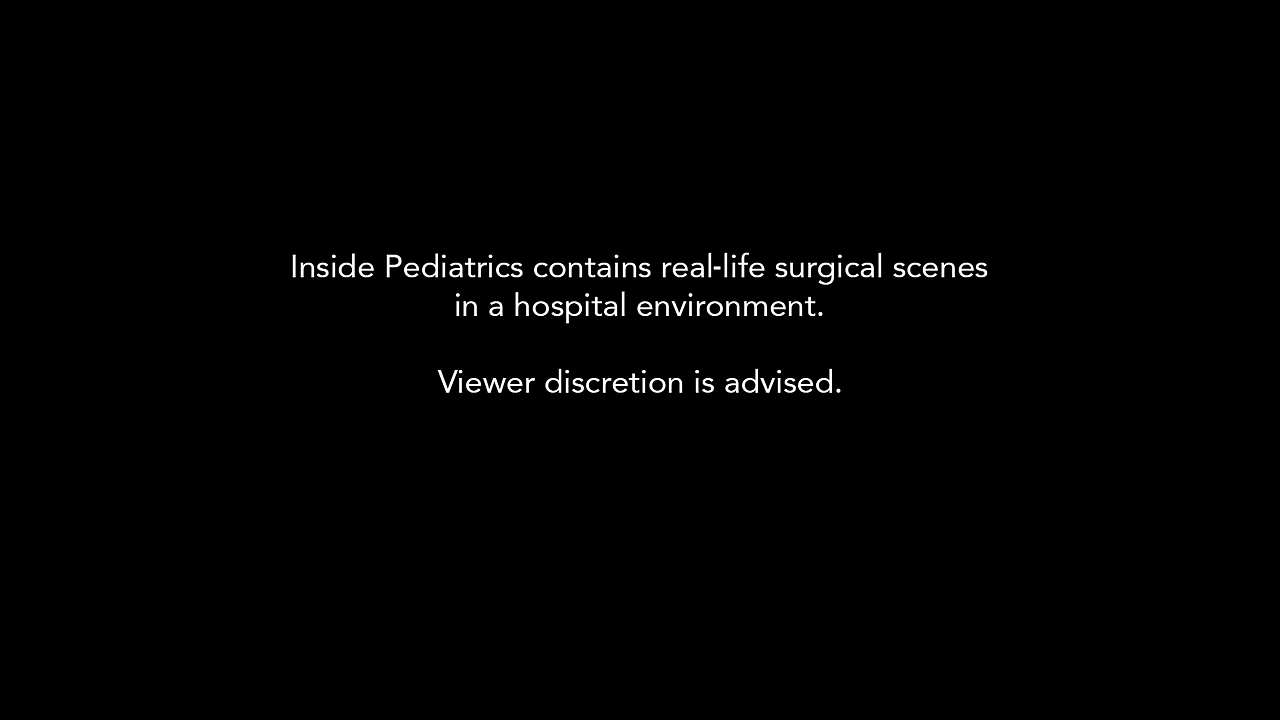 Inside Pediatrics contains real-life surgical scenes
in a hospital environment.
Viewer discretion is advised.